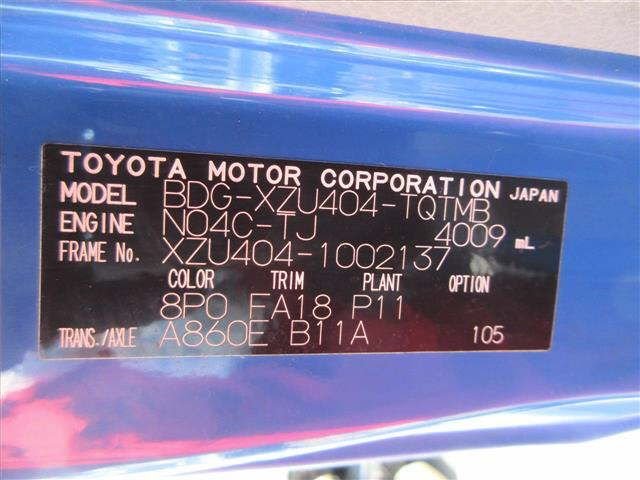 TOYOTA MOTOR CORPORATION JAPAN
MODEL BDG-XZU404-TQTMB
ENGINE N04C-TJ 4009 mL
FRAME No. XZU404-1002137
COLOR TRIM PLANT OPTION
8P0 FA18 P11
TRANS./AXLE A860E B11A 105